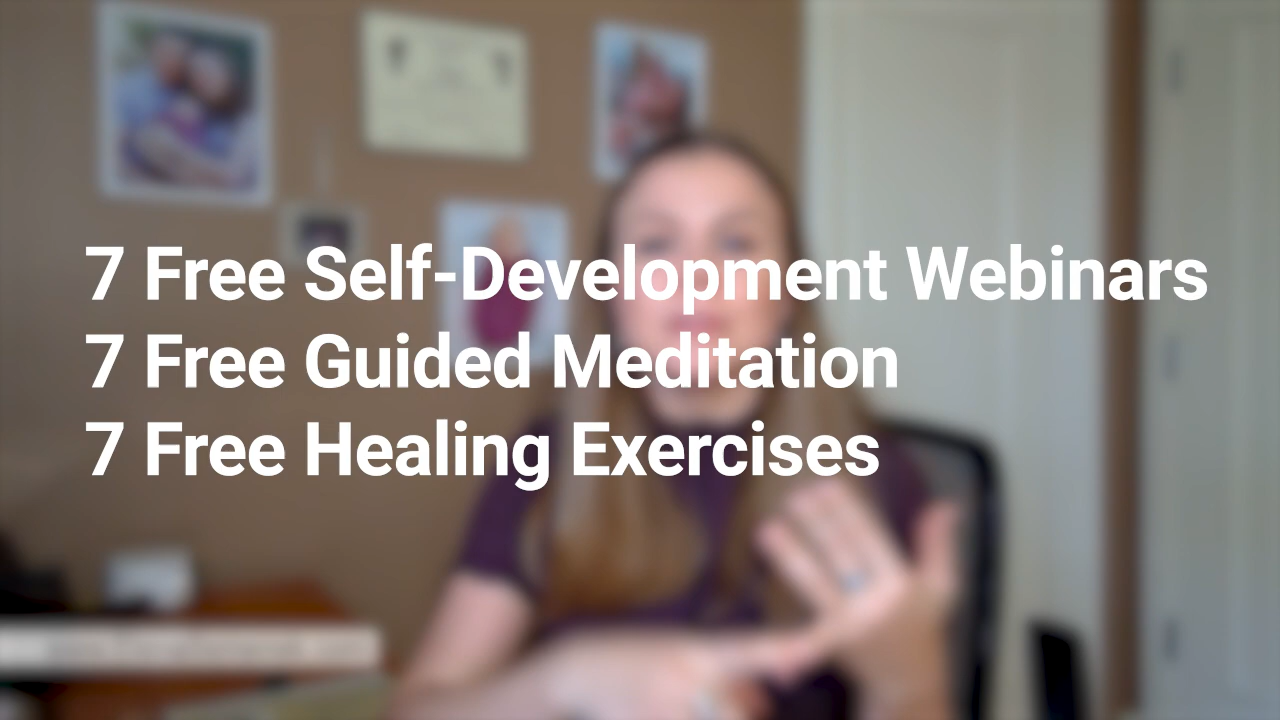 7 Free Self-Development Webinars
7 Free Guided Meditation
7 Free Healing Exercises